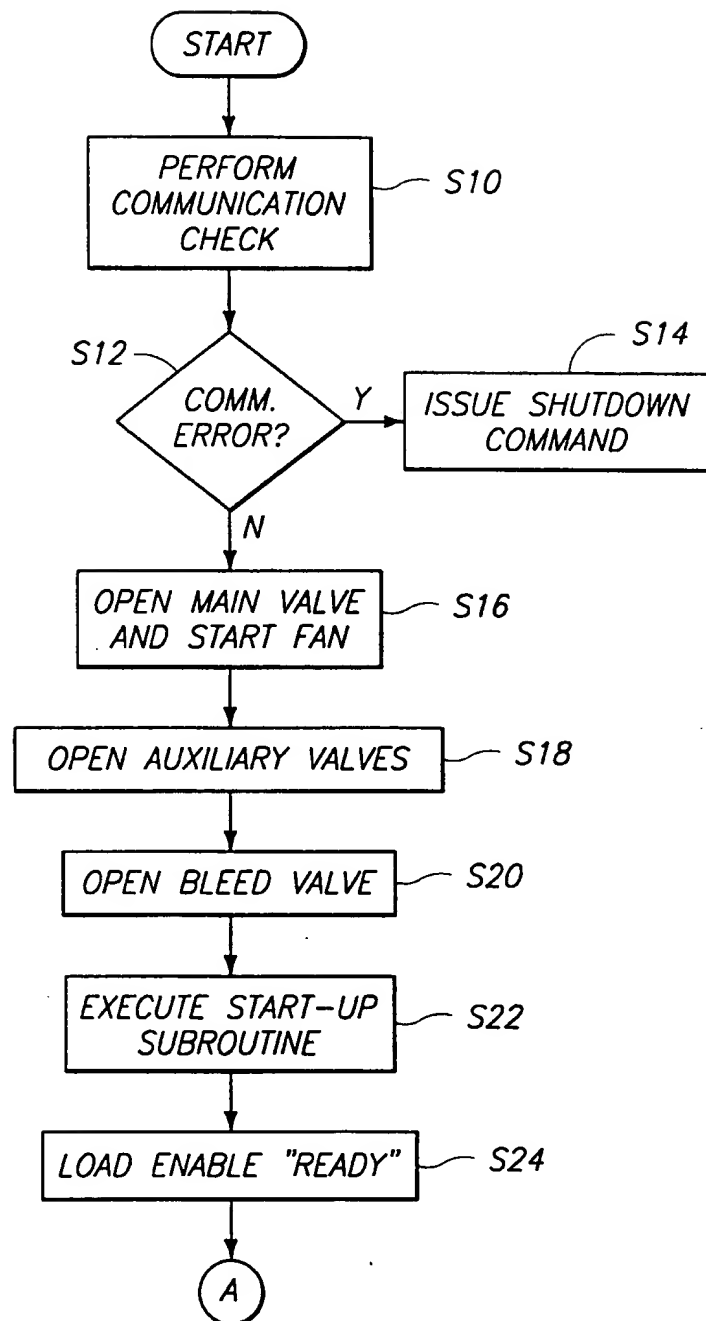 START
PERFORM
COMMUNICATION
CHECK
S10
S12
COMM.
ERROR?
Y
S14
ISSUE SHUTDOWN
COMMAND
N
OPEN MAIN VALVE
AND START FAN
S16
OPEN AUXILIARY VALVES
S18
OPEN BLEED VALVE
S20
EXECUTE START-UP
SUBROUTINE
S22
LOAD ENABLE "READY"
S24
A